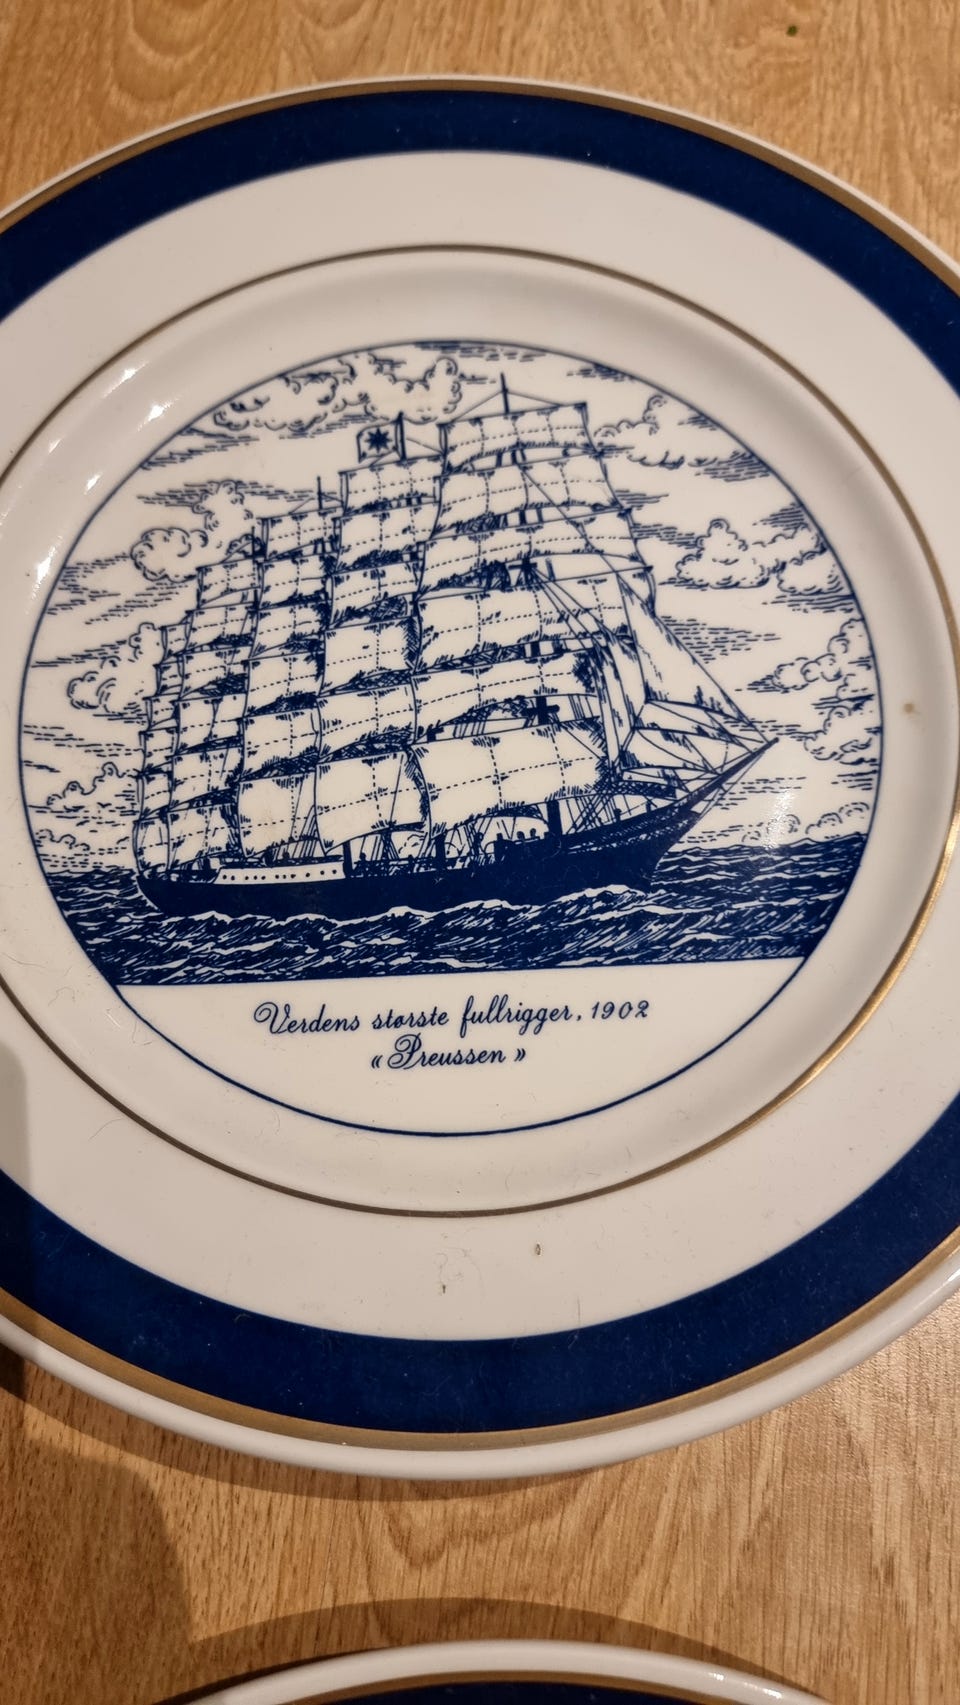 Verdens største fullrigger, 1902
« Preussen »